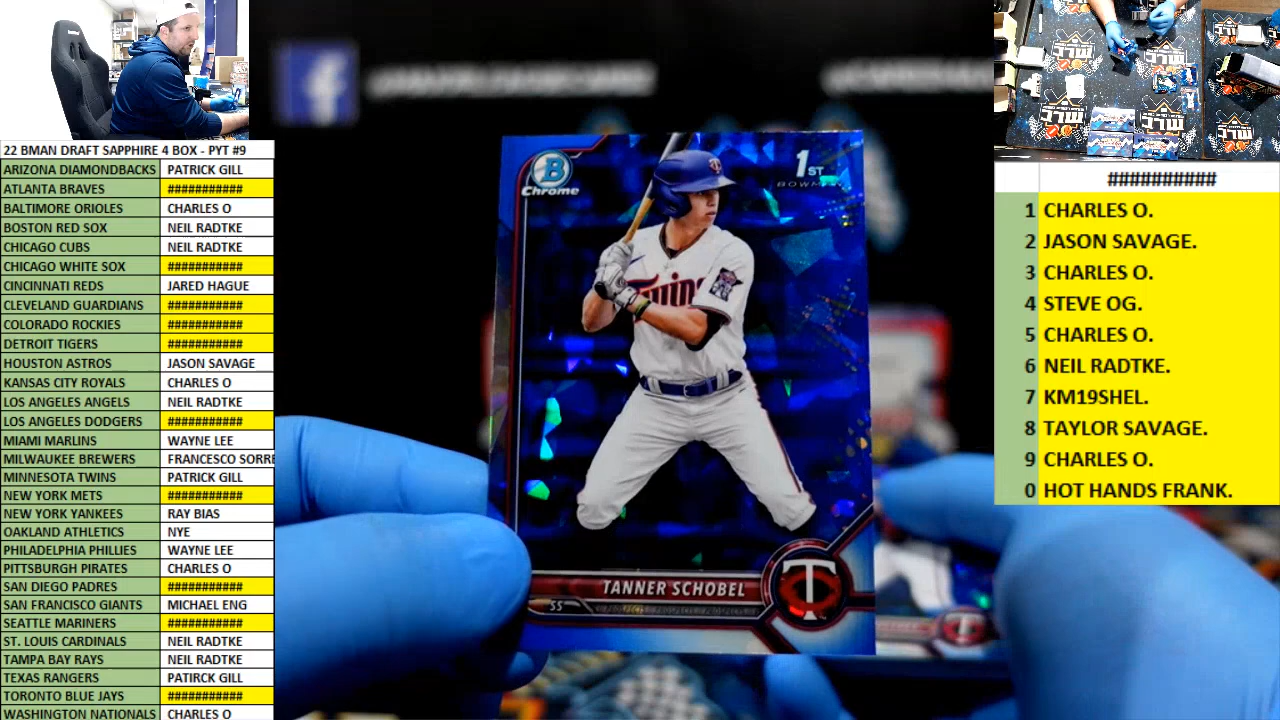 22 BMAN DRAFT SAPPHIRE 4 BOX - PYT #9
ARIZONA DIAMONDBACKS PATRICK GILL
ATLANTA BRAVES ###########
BALTIMORE ORIOLES CHARLES O
BOSTON RED SOX NEIL RADTKE
CHICAGO CUBS NEIL RADTKE
CHICAGO WHITE SOX ###########
CINCINNATI REDS JARED HAGUE
CLEVELAND GUARDIANS ###########
COLORADO ROCKIES ###########
DETROIT TIGERS ###########
HOUSTON ASTROS JASON SAVAGE
KANSAS CITY ROYALS CHARLES O
LOS ANGELES ANGELS NEIL RADTKE
LOS ANGELES DODGERS ###########
MIAMI MARLINS WAYNE LEE
MILWAUKEE BREWERS FRANCESCO SORRE
MINNESOTA TWINS PATRICK GILL
NEW YORK METS ###########
NEW YORK YANKEES RAY BIAS
OAKLAND ATHLETICS NYE
PHILADELPHIA PHILLIES WAYNE LEE
PITTSBURGH PIRATES CHARLES O
SAN DIEGO PADRES ###########
SAN FRANCISCO GIANTS MICHAEL ENG
SEATTLE MARINERS ###########
ST. LOUIS CARDINALS NEIL RADTKE
TAMPA BAY RAYS NEIL RADTKE
TEXAS RANGERS PATIRCK GILL
TORONTO BLUE JAYS ###########
WASHINGTON NATIONALS CHARLES O
B
Chrome
1ST
BOWMAN
Twins
TANNER SCHOBEL
SS
T
WLC
###########
1 CHARLES O.
2 JASON SAVAGE.
3 CHARLES O.
4 STEVE OG.
5 CHARLES O.
6 NEIL RADTKE.
7 KM19SHEL.
8 TAYLOR SAVAGE.
9 CHARLES O.
0 HOT HANDS FRANK.